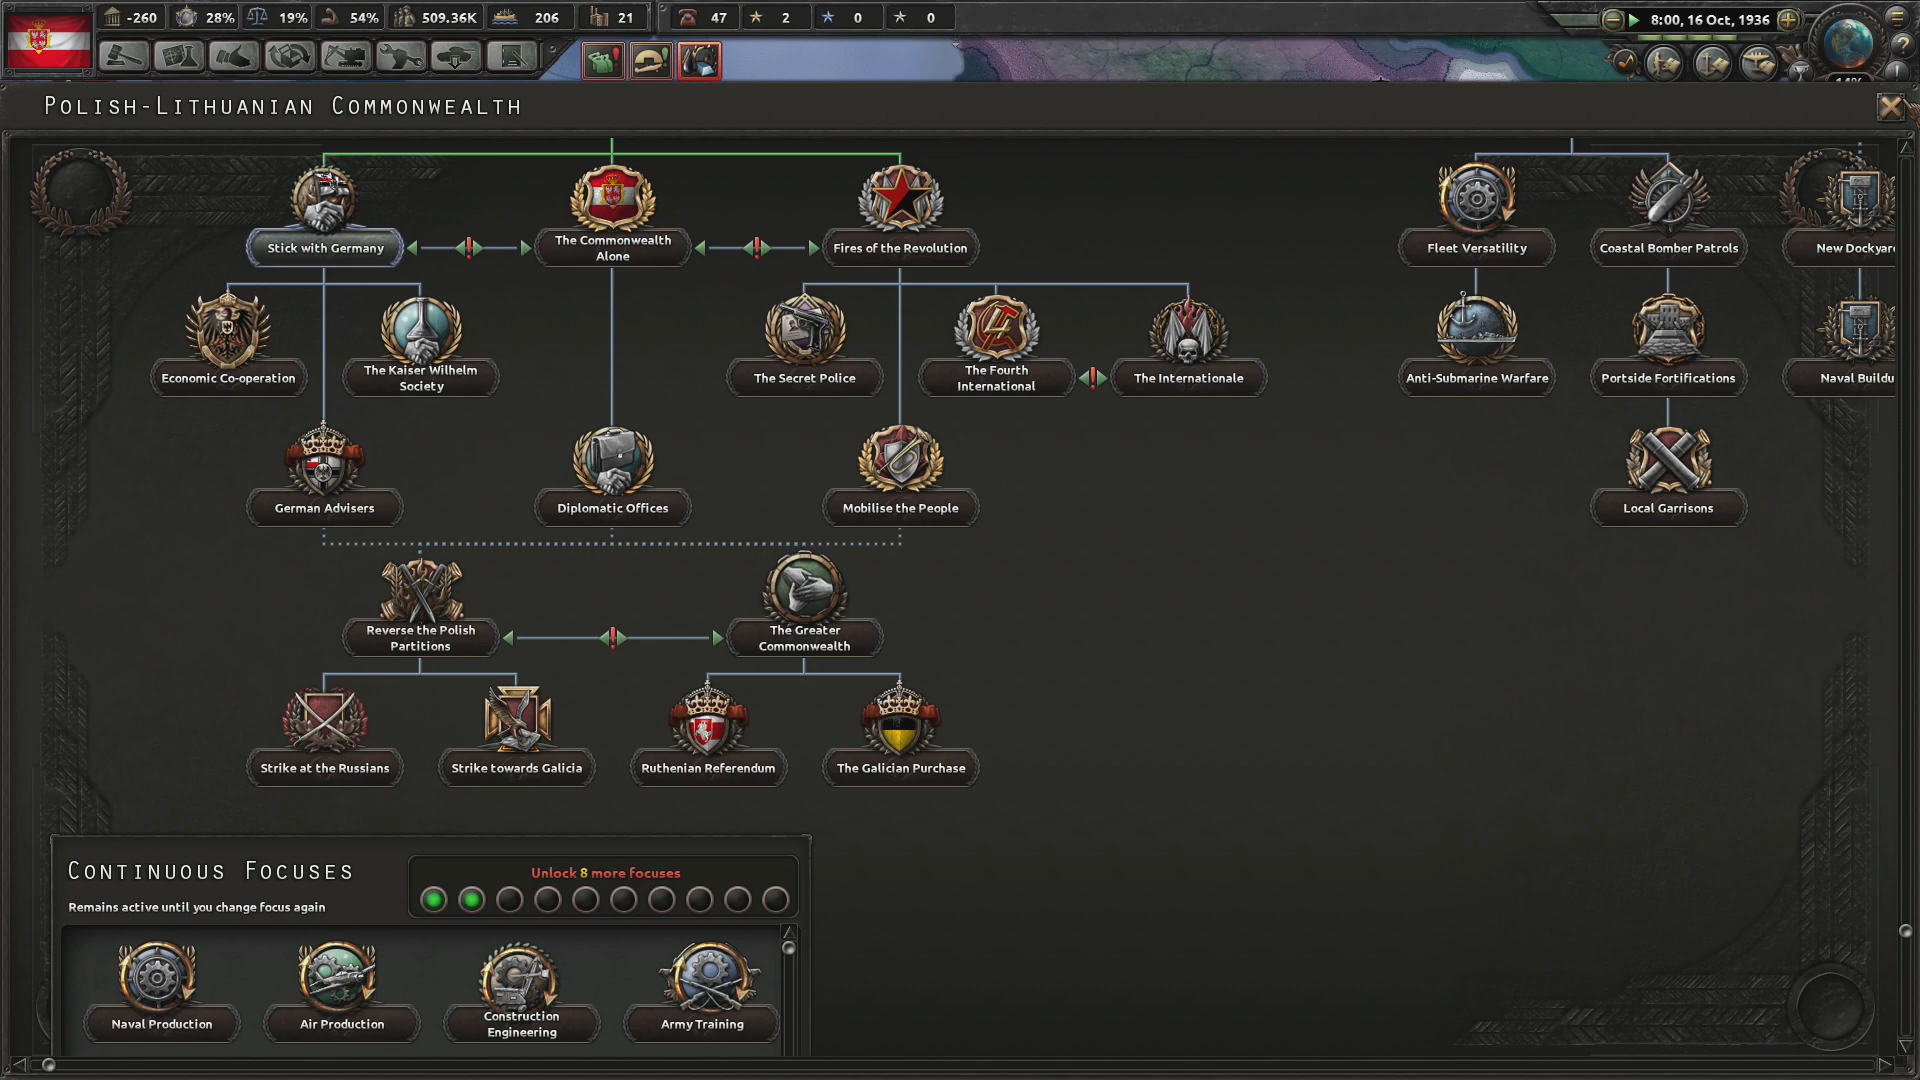 -260
28%
19%
54%
509.36K
206
21
47
2
0
0
8:00, 16 Oct, 1936
Polish-Lithuanian Commonwealth
Stick with Germany
The Commonwealth
Alone
Fires of the Revolution
Fleet Versatility
Coastal Bomber Patrols
New Dockyar
Economic Co-operation
The Kaiser Wilhelm
Society
The Secret Police
The Fourth
International
The Internationale
Anti-Submarine Warfare
Portside Fortifications
Naval Buildu
German Advisers
Diplomatic Offices
Mobilise the People
Local Garrisons
Reverse the Polish
Partitions
The Greater
Commonwealth
Strike at the Russians
Strike towards Galicia
Ruthenian Referendum
The Galician Purchase
Continuous Focuses
Unlock 8 more focuses
Remains active until you change focus again
Naval Production
Air Production
Construction
Engineering
Army Training